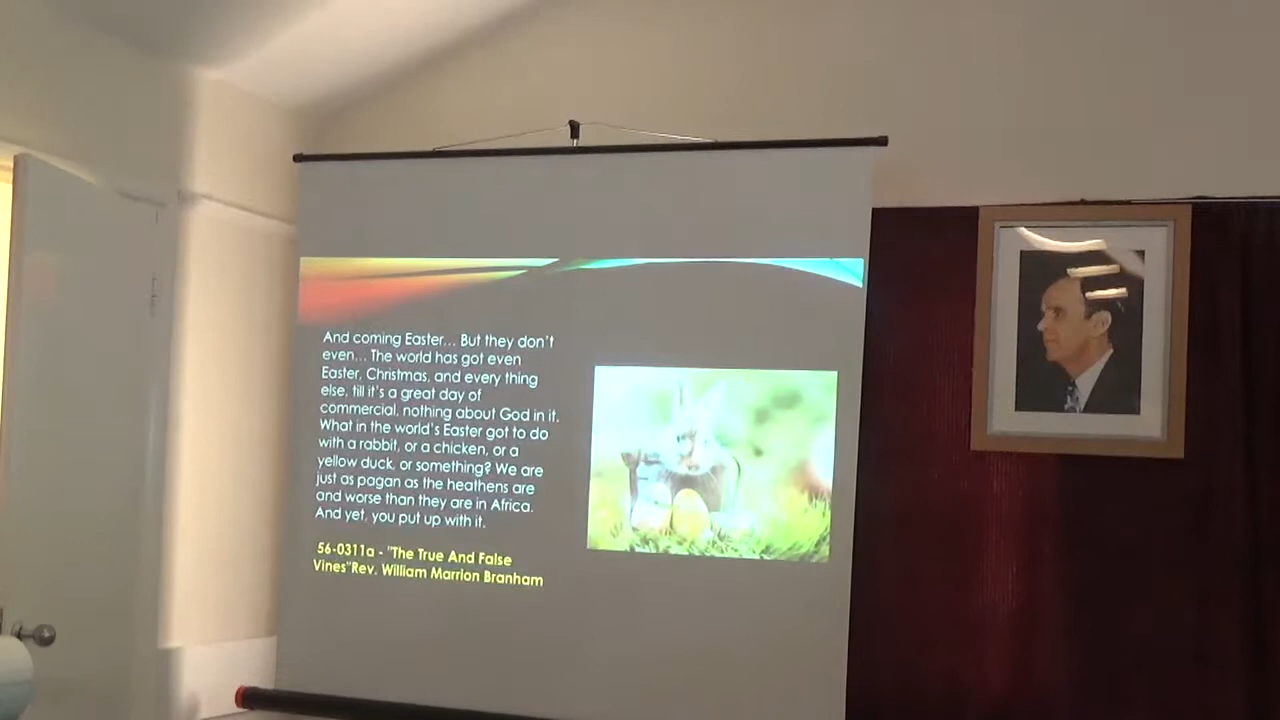 And coming Easter... But they don't
even... The world has got even
Easter, Christmas, and every thing
else, till it's a great day of
commercial, nothing about God in it.
What in the world's Easter got to do
with a rabbit, or a chicken, or a
yellow duck, or something? We are
just as pagan as the heathens are
and worse than they are in Africa.
And yet, you put up with it.
56-0311a - "The True And False
Vines"Rev. William Marrion Branham